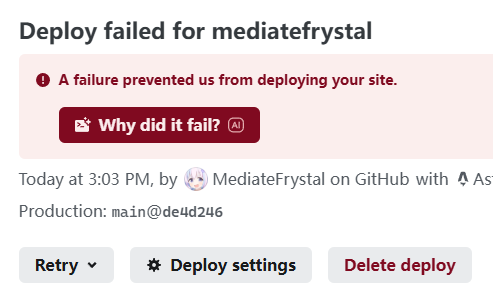 Deploy failed for mediatefrystal
A failure prevented us from deploying your site.
Why did it fail? AI
Today at 3:03 PM, by MediateFrystal on GitHub with
Production: main@de4d246
Retry Deploy settings Delete deploy